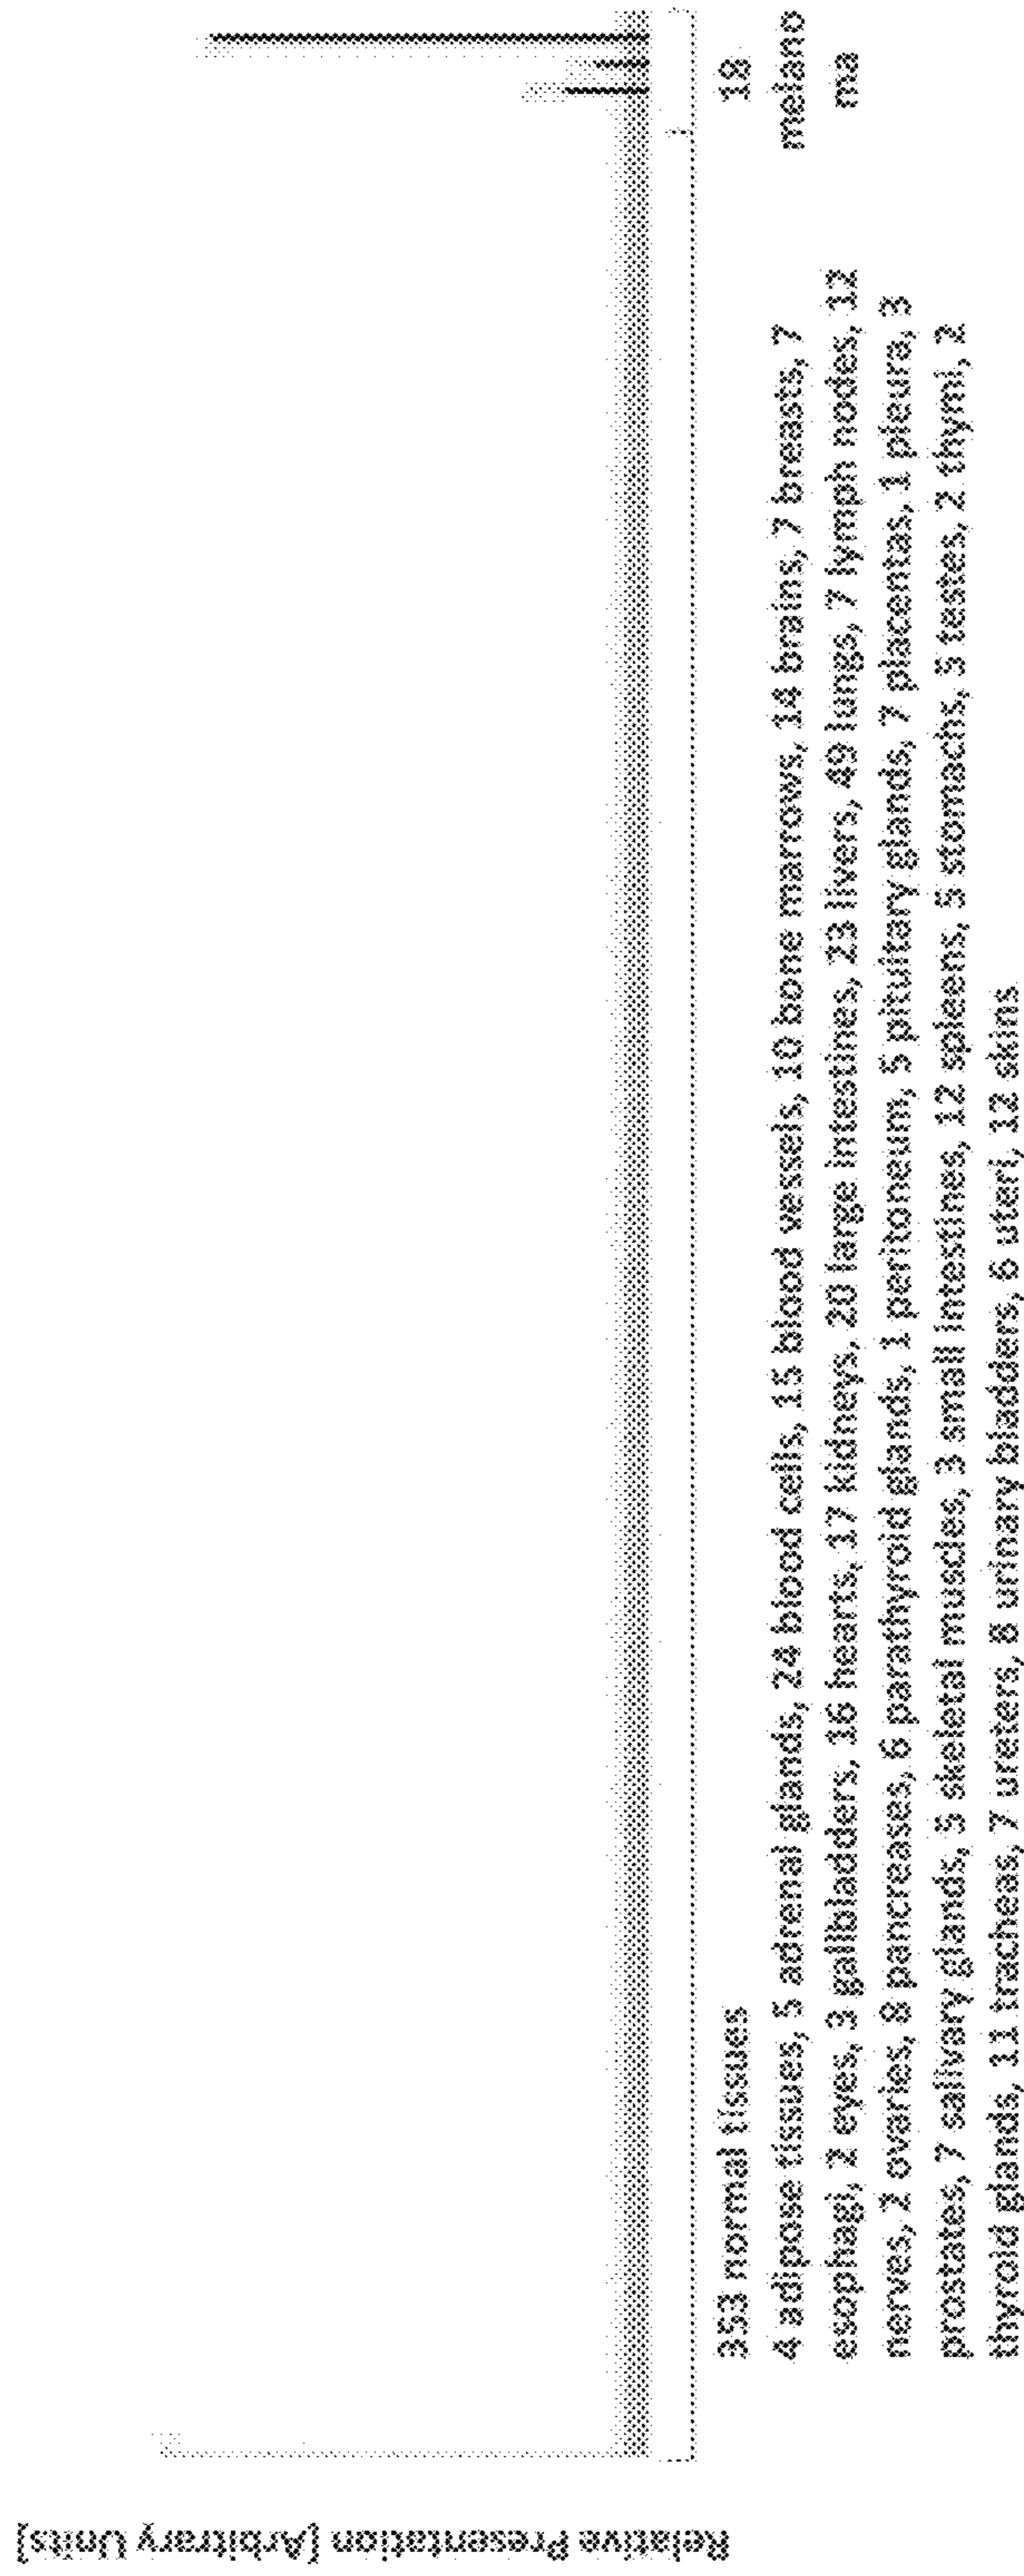 Relative Presentation [Arbitrary Units]
353 normal tissues
18
melano
ma
4 adipose tissues, 5 adrenal glands, 24 blood cells, 15 blood vessels, 10 bone marrows, 14 brains, 7 breasts, 7
esophagi, 2 eyes, 3 gallbladders, 16 hearts, 17 kidneys, 20 large intestines, 23 livers, 49 lungs, 7 lymph nodes, 12
nerves, 2 ovaries, 8 pancreases, 6 parathyroid glands, 1 peritoneum, 5 pituitary glands, 7 placentas, 1 pleura, 3
prostates, 7 salivary glands, 5 skeletal muscles, 3 small intestines, 12 spleens, 5 stomachs, 5 testes, 2 thymi, 2
thyroid glands, 11 tracheas, 7 ureters, 8 urinary bladders, 6 uteri, 12 skins